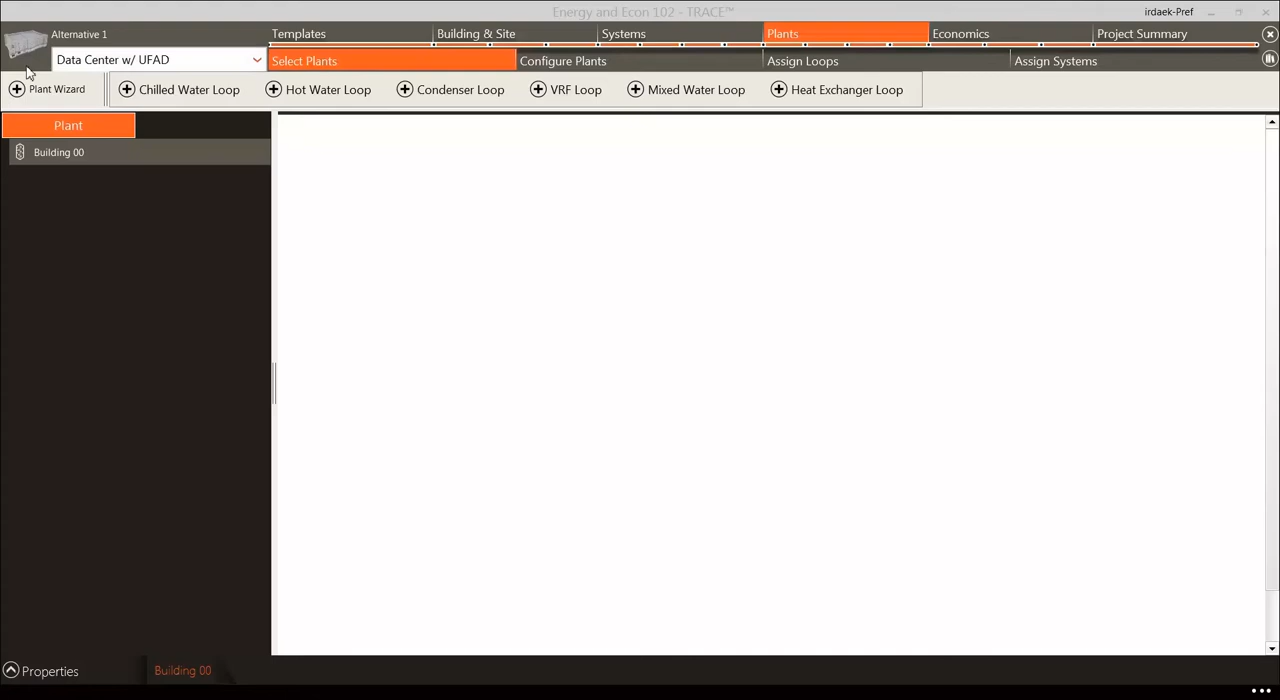 Energy and Econ 102 - TRACE™
irdaek-Pref
Alternative 1
Templates
Building & Site
Systems
Plants
Economics
Project Summary
Data Center w/ UFAD
Select Plants
Configure Plants
Assign Loops
Assign Systems
Plant Wizard
Chilled Water Loop
Hot Water Loop
Condenser Loop
VRF Loop
Mixed Water Loop
Heat Exchanger Loop
Plant
Building 00
Properties
Building 00